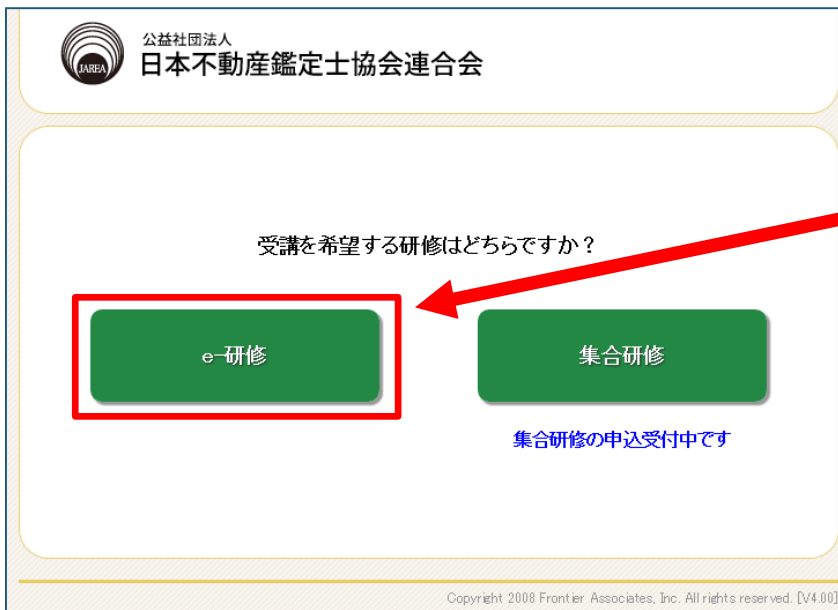 JAREA
公益社団法人
日本不動産鑑定士協会連合会
受講を希望する研修はどちらですか？
e-研修
集合研修
集合研修の申込受付中です
Copyright 2008 Frontier Associates, Inc. All rights reserved. [V4.00]